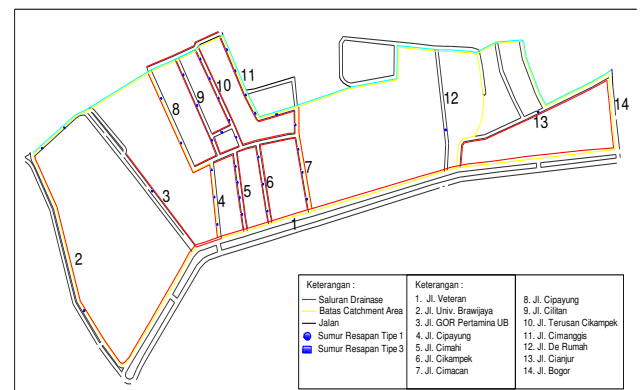 8
9
10
11
12
13
14
3
4
5
6
7
2
1
Keterangan :
Saluran Drainase
Batas Catchment Area
Jalan
Sumur Resapan Tipe 1
Sumur Resapan Tipe 3
Keterangan :
1. Jl. Veteran
2. Jl. Univ. Brawijaya
3. Jl. GOR Pertamina UB
4. Jl. Cipayung
5. Jl. Cimahi
6. Jl. Cikampek
7. Jl. Cimacan
8. Jl. Cipayung
9. Jl. Cilitan
10. Jl. Terusan Cikampek
11. Jl. Cimanggis
12. Jl. De Rumah
13. Jl. Cianjur
14. Jl. Bogor